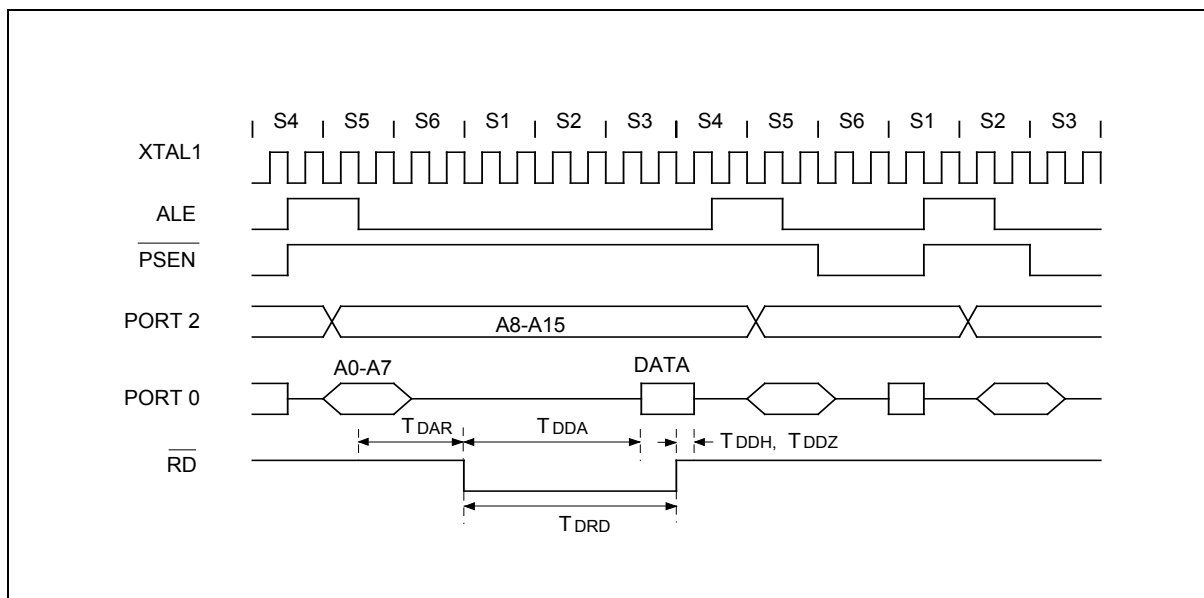 S4 S5 S6 S1 S2 S3 S4 S5 S6 S1 S2 S3
XTAL1
ALE
PSEN
PORT 2
A8-A15
A0-A7
DATA
PORT 0
TDAR
TDDA
TDDH, TDDZ
RD
TDRD